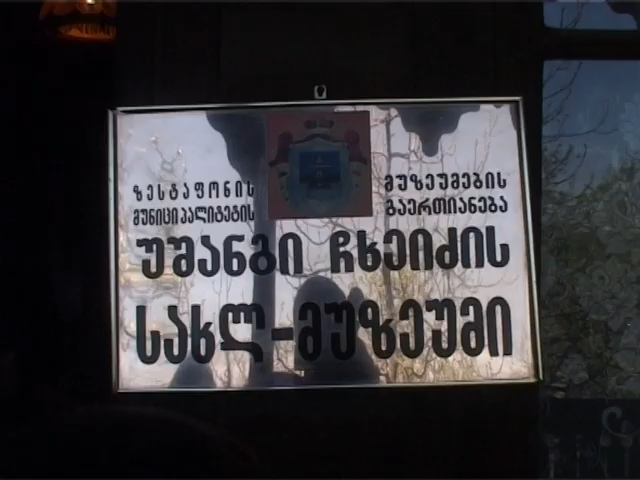 ზესტაფონის
მუნიციპალიტეტის
მუზეუმების
გაერთიანება
უშანგი ჩხეიძის
სახლ-მუზეუმი